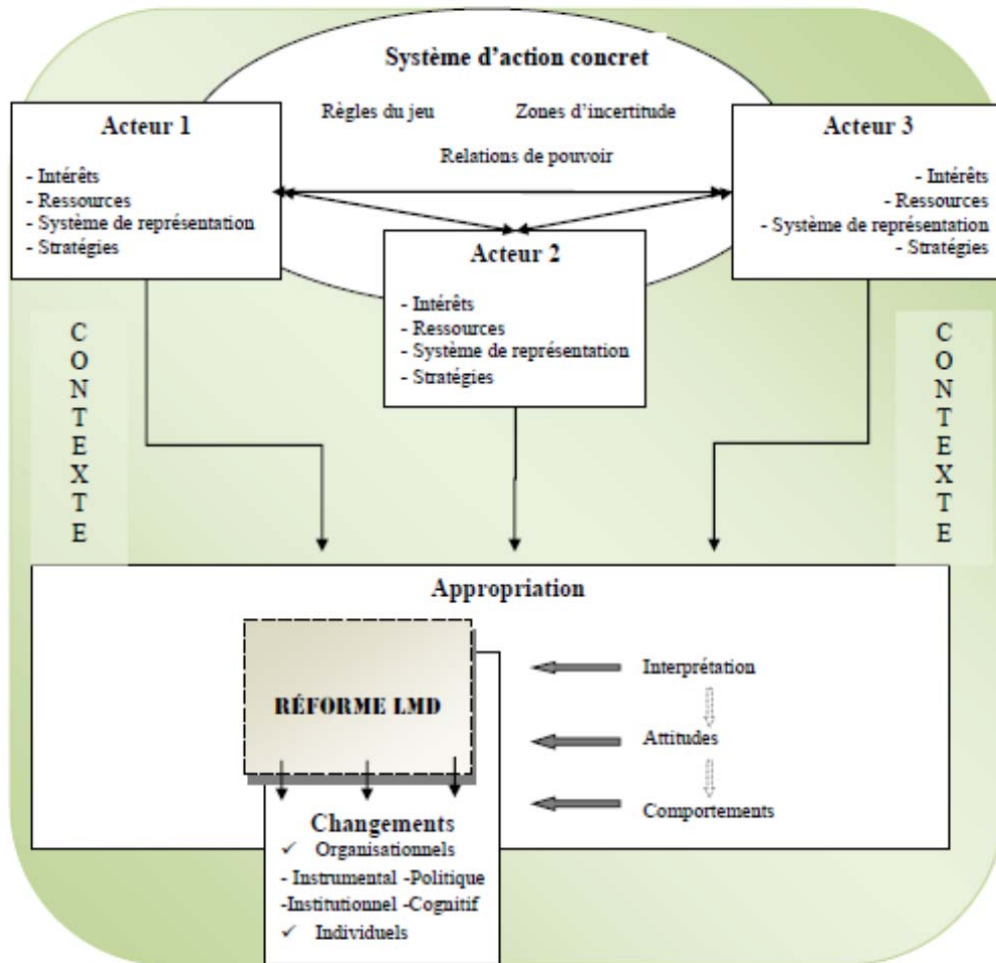 Système d'action concret
Règles du jeu
Zones d'incertitude
Relations de pouvoir
Acteur 1
- Intérêts
- Ressources
- Système de représentation
- Stratégies
Acteur 2
- Intérêts
- Ressources
- Système de représentation
- Stratégies
Acteur 3
- Intérêts
- Ressources
- Système de représentation
- Stratégies
CONTEXTE
CONTEXTE
Appropriation
RÉFORME LMD
Interprétation
Attitudes
Comportements
Changements
✓ Organisationnels
- Instrumental -Politique
-Institutionnel -Cognitif
✓ Individuels